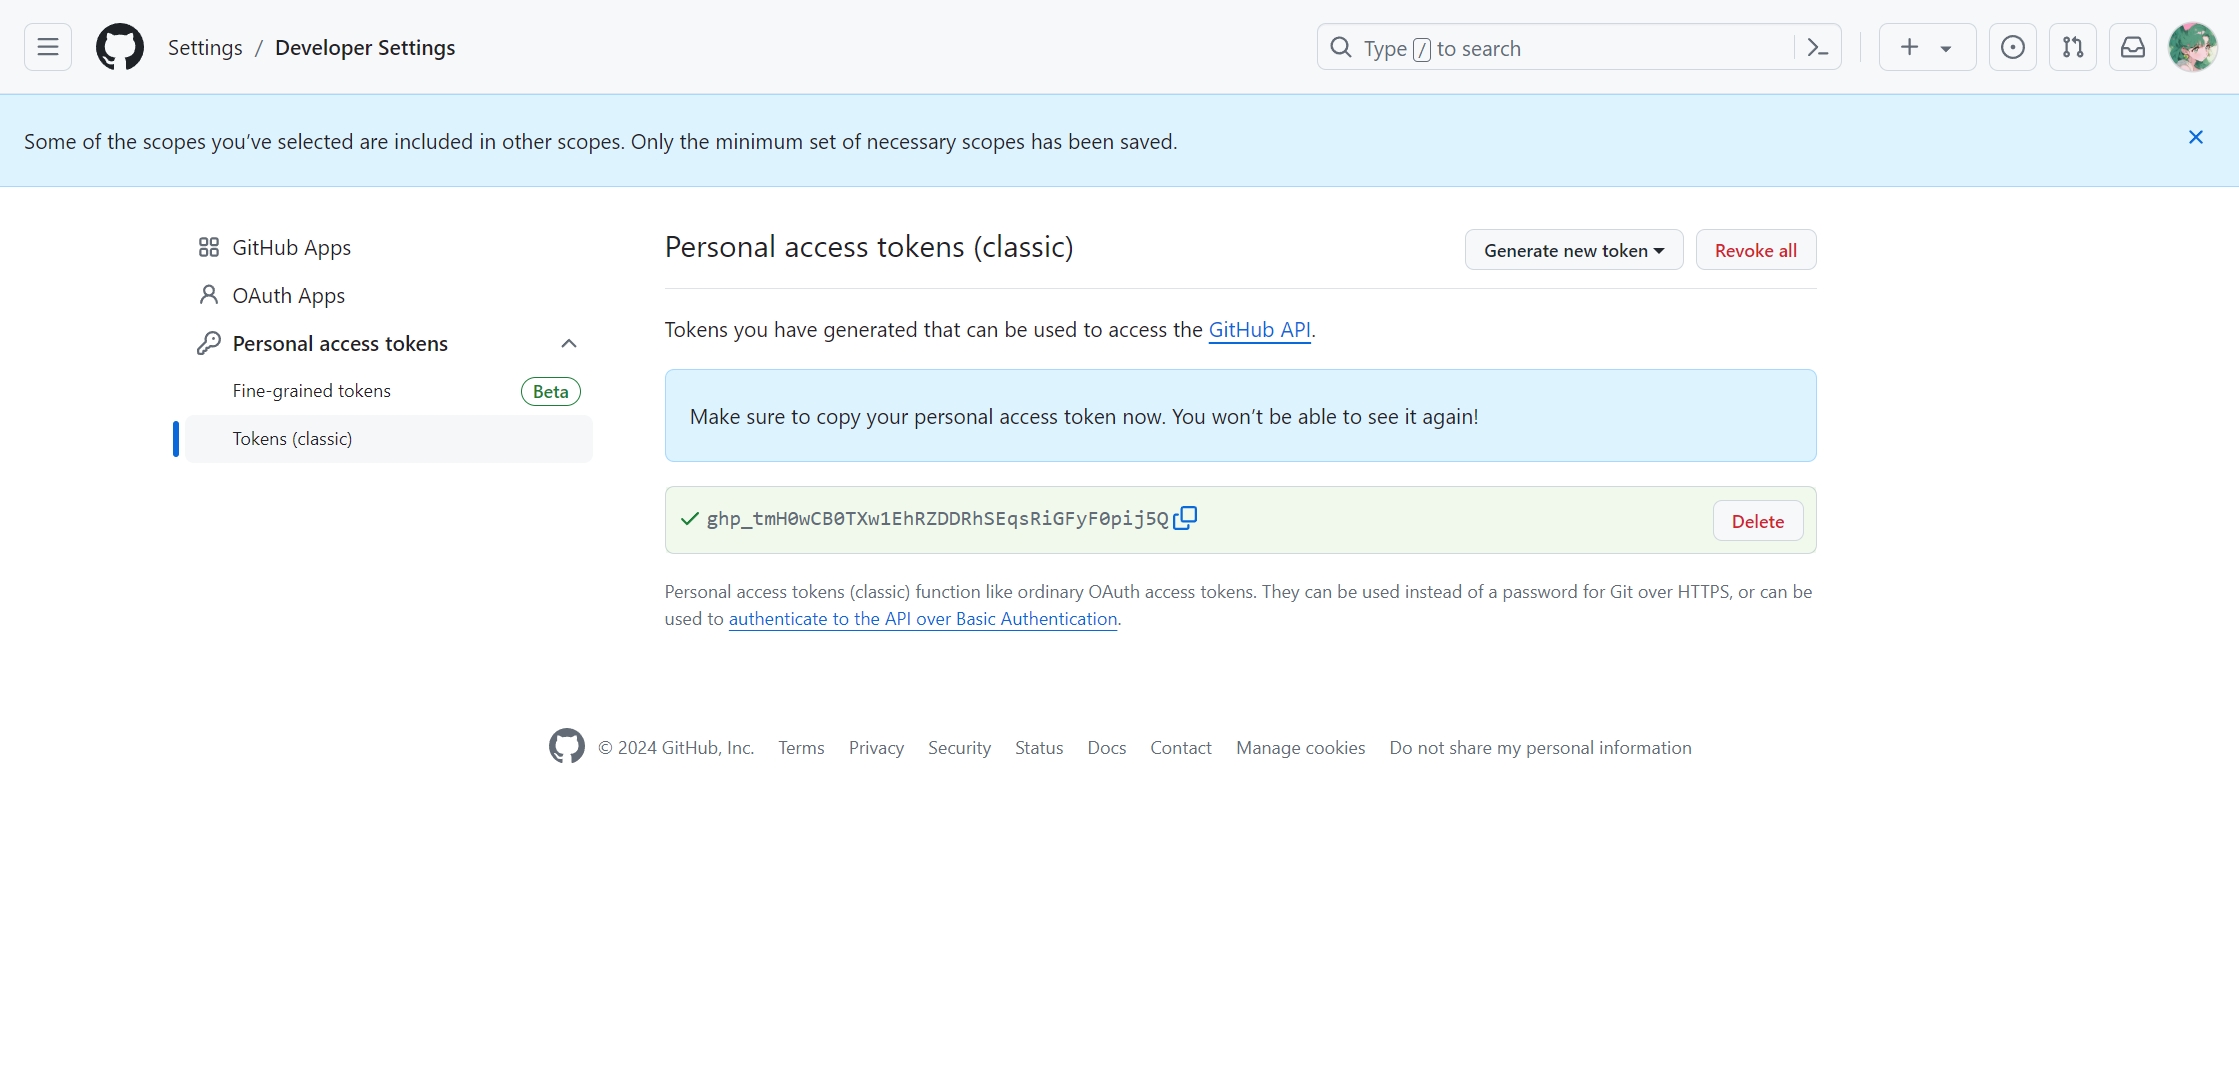 Settings / Developer Settings
Type / to search
Some of the scopes you've selected are included in other scopes. Only the minimum set of necessary scopes has been saved.
GitHub Apps
OAuth Apps
Personal access tokens
Fine-grained tokens Beta
Tokens (classic)
Personal access tokens (classic)
Generate new token
Revoke all
Tokens you have generated that can be used to access the GitHub API.
Make sure to copy your personal access token now. You won't be able to see it again!
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
Delete
Personal access tokens (classic) function like ordinary OAuth access tokens. They can be used instead of a password for Git over HTTPS, or can be
used to authenticate to the API over Basic Authentication.
© 2024 GitHub, Inc. Terms Privacy Security Status Docs Contact Manage cookies Do not share my personal information